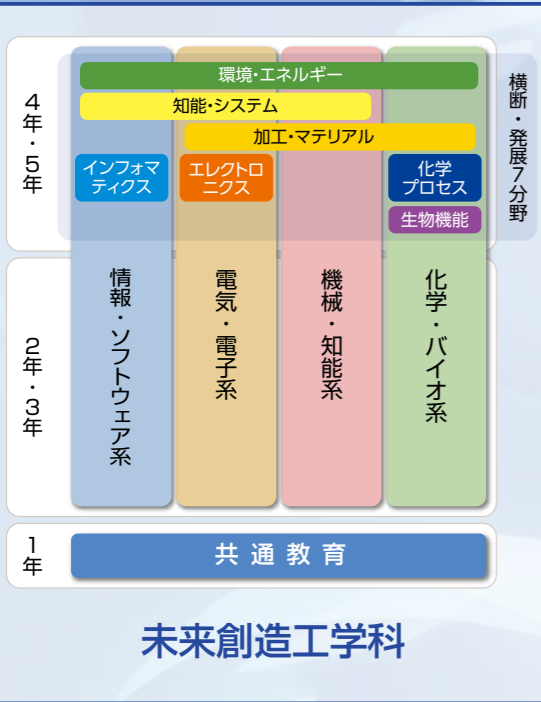 4年・5年
環境・エネルギー
知能・システム
加工・マテリアル
インフォマ
ティクス
エレクトロ
ニクス
化学
プロセス
生物機能
横断・発展7分野
2年・3年
情報・ソフトウェア系
電気・電子系
機械・知能系
化学・バイオ系
1年
共通教育
未来創造工学科